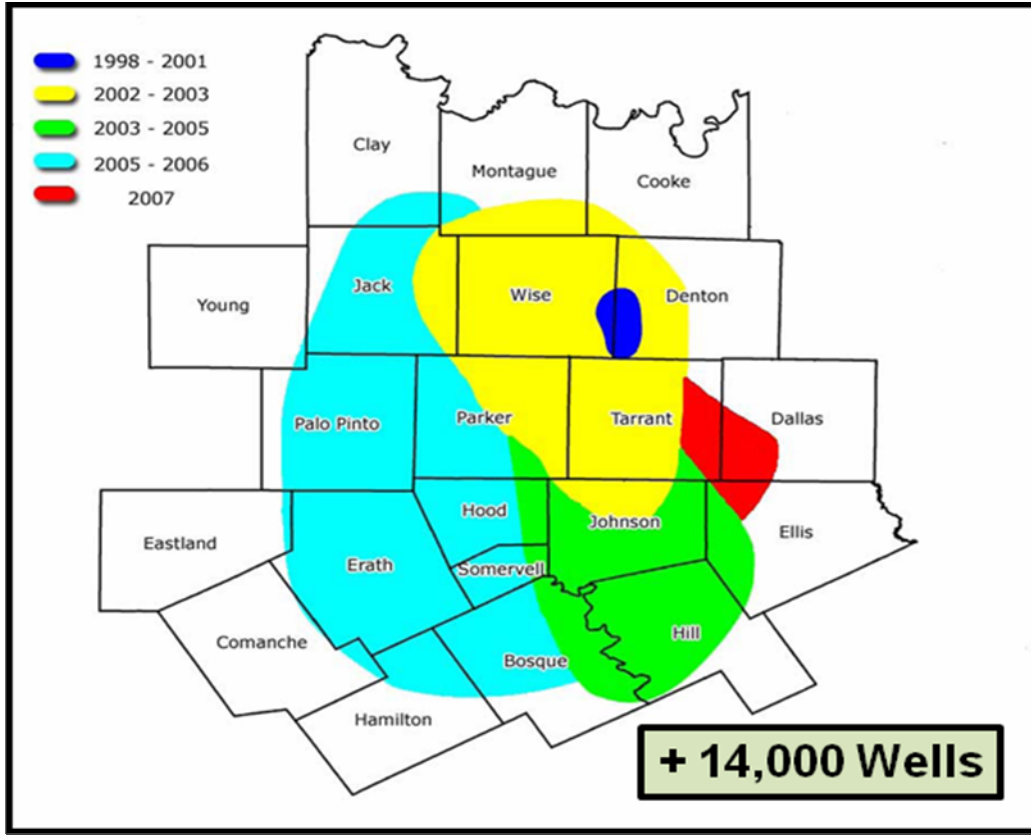 1998 - 2001
2002 - 2003
2003 - 2005
2005 - 2006
2007
Clay
Montague
Cooke
Young
Jack
Wise
Denton
Palo Pinto
Parker
Tarrant
Dallas
Eastland
Hood
Johnson
Ellis
Erath
Somervell
Comanche
Bosque
Hill
Hamilton
+ 14,000 Wells